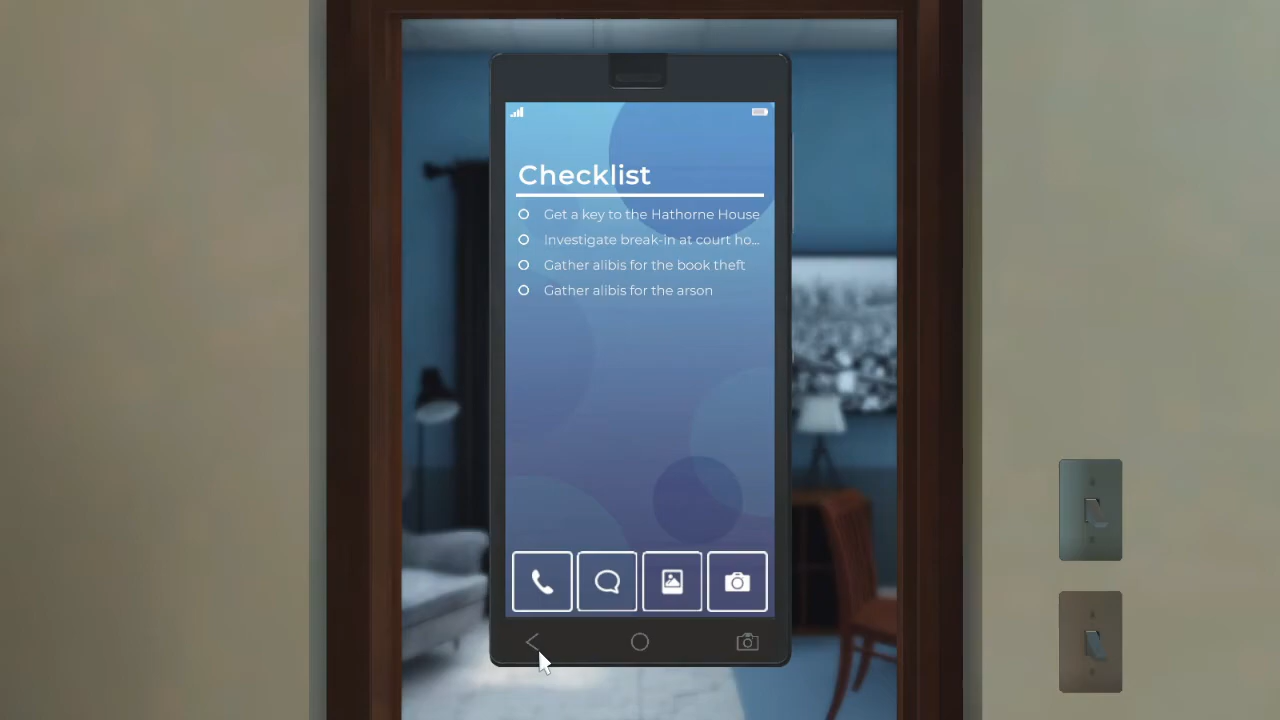 Checklist
Get a key to the Hathorne House
Investigate break-in at court ho...
Gather alibis for the book theft
Gather alibis for the arson